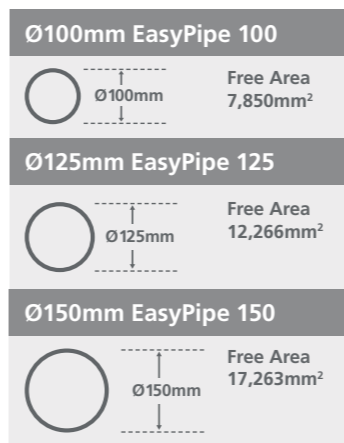 Ø100mm EasyPipe 100
Ø100mm
Free Area
7,850mm²
Ø125mm EasyPipe 125
Ø125mm
Free Area
12,266mm²
Ø150mm EasyPipe 150
Ø150mm
Free Area
17,263mm²